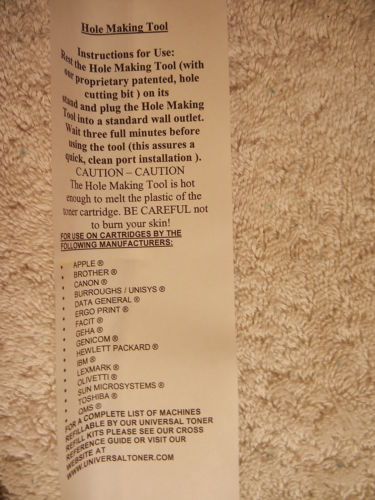 Hole Making Tool
Instructions for Use:
Rest the Hole Making Tool (with
our proprietary patented, hole
cutting bit ) on its
stand and plug the Hole Making
Tool into a standard wall outlet.
Wait three full minutes before
using the tool (this assures a
quick, clean port installation ).
CAUTION – CAUTION
The Hole Making Tool is hot
enough to melt the plastic of the
toner cartridge. BE CAREFUL not
to burn your skin!
FOR USE ON CARTRIDGES BY THE
FOLLOWING MANUFACTURERS:
• APPLE ®
• BROTHER ®
• CANON ®
• BURROUGHS / UNISYS ®
• DATA GENERAL ®
• ERGO PRINT ®
• FACIT ®
• GEHA ®
• GENICOM ®
• HEWLETT PACKARD ®
• IBM ®
• LEXMARK ®
• OLIVETTI ®
• SUN MICROSYSTEMS ®
• TOSHIBA ®
• QMS ®
FOR A COMPLETE LIST OF MACHINES
REFILLABLE BY OUR UNIVERSAL TONER
REFILL KITS PLEASE SEE OUR CROSS
REFERENCE GUIDE OR VISIT OUR
WEBSITE AT
WWW.UNIVERSALTONER.COM